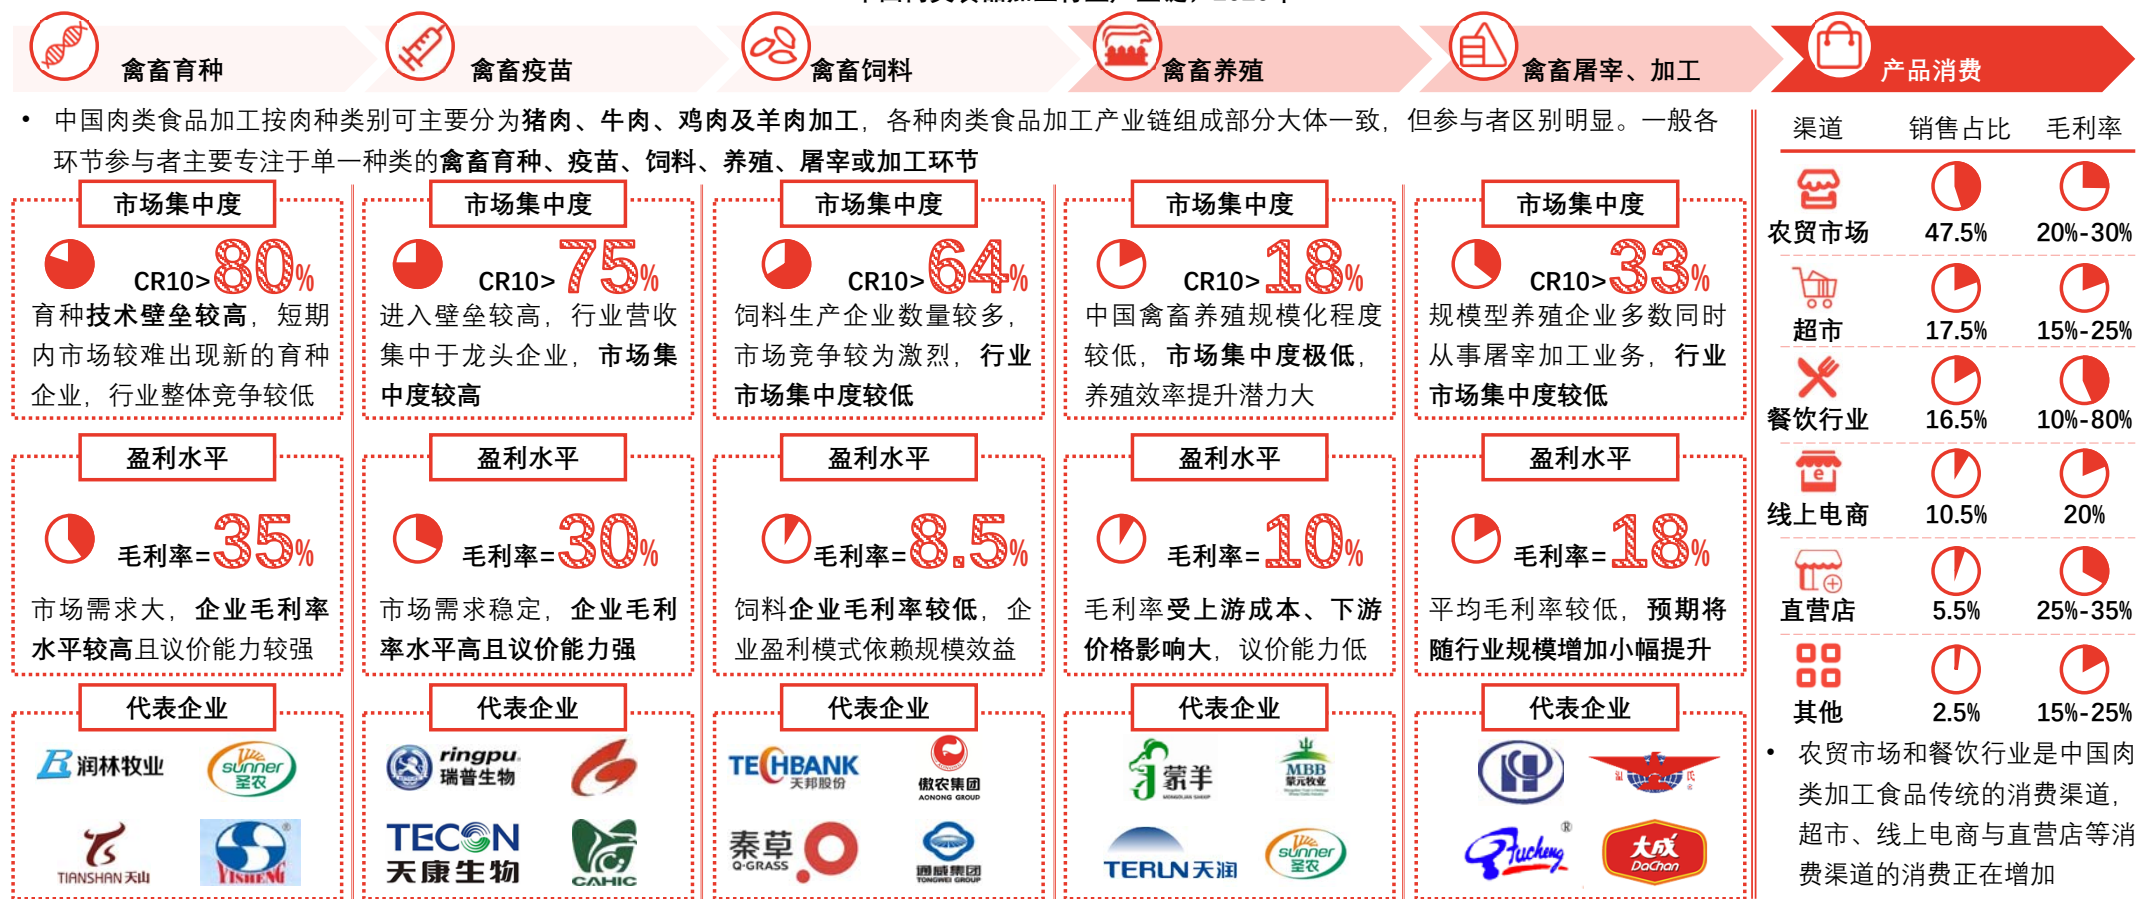 禽畜育种
禽畜疫苗
禽畜饲料
禽畜养殖
禽畜屠宰、加工
产品消费
• 中国肉类食品加工按肉种类别可主要分为猪肉、牛肉、鸡肉及羊肉加工，各种肉类食品加工产业链组成部分大体一致，但参与者区别明显。一般各
环节参与者主要专注于单一种类的禽畜育种、疫苗、饲料、养殖、屠宰或加工环节
市场集中度
CR10>80%
育种技术壁垒较高，短期
内市场较难出现新的育种
企业，行业整体竞争较低
市场集中度
CR10>75%
进入壁垒较高，行业营收
集中于龙头企业，市场集
中度较高
市场集中度
CR10>64%
饲料生产企业数量较多，
市场竞争较为激烈，行业
市场集中度较低
市场集中度
CR10>18%
中国禽畜养殖规模化程度
较低，市场集中度极低，
养殖效率提升潜力大
市场集中度
CR10>33%
规模型养殖企业多数同时
从事屠宰加工业务，行业
市场集中度较低
盈利水平
毛利率=35%
市场需求大，企业毛利率
水平较高且议价能力较强
盈利水平
毛利率=30%
市场需求稳定，企业毛利
率水平高且议价能力强
盈利水平
毛利率=8.5%
饲料企业毛利率较低，企
业盈利模式依赖规模效益
盈利水平
毛利率=10%
毛利率受上游成本、下游
价格影响大，议价能力低
盈利水平
毛利率=18%
平均毛利率较低，预期将
随行业规模增加小幅提升
代表企业
润林牧业
sunner
圣农
TIANSHAN 天山
YISHENG
代表企业
ringpu.
瑞普生物
TECON
天康生物
CAHIC
代表企业
TECHBANK
天邦股份
傲农集团
AONONG GROUP
秦草
Q-GRASS
通威集团
TONGWEI GROUP
代表企业
蒙羊
MONGOLIAN SHEEP
MBB
蒙元牧业
TERUN天润
sunner
圣农
代表企业
温氏
Fucheng
大成
DaChan
渠道 销售占比 毛利率
农贸市场 47.5% 20%-30%
超市 17.5% 15%-25%
餐饮行业 16.5% 10%-80%
线上电商 10.5% 20%
直营店 5.5% 25%-35%
其他 2.5% 15%-25%
• 农贸市场和餐饮行业是中国肉
类加工食品传统的消费渠道，
超市、线上电商与直营店等消
费渠道的消费正在增加